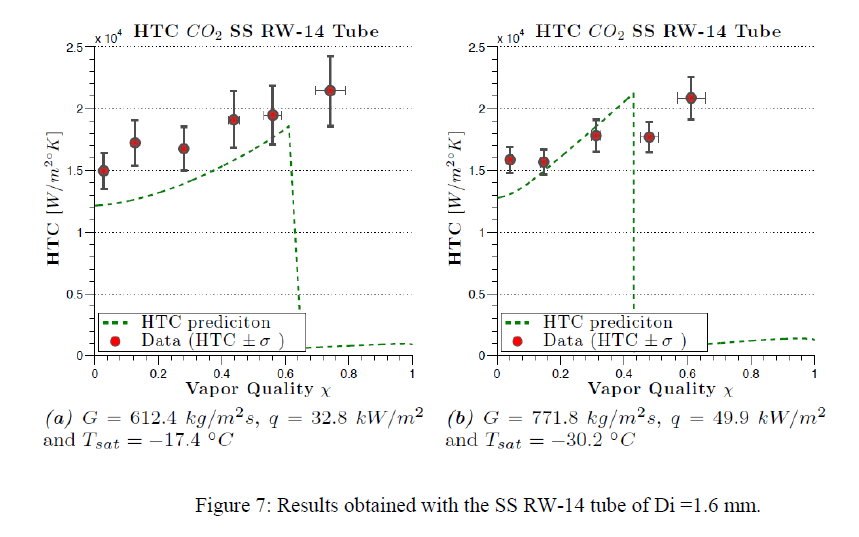 HTC CO2 SS RW-14 Tube
x 10⁴
2.5
2
1.5
1
0.5
0
HTC [W/m²°K]
HTC prediciton
Data (HTC ± σ )
0 0.2 0.4 0.6 0.8 1
Vapor Quality χ
(a) G = 612.4 kg/m²s, q = 32.8 kW/m²
and Tsat = −17.4 °C
HTC CO2 SS RW-14 Tube
x 10⁴
2.5
2
1.5
1
0.5
0
HTC [W/m²°K]
HTC prediciton
Data (HTC ± σ )
0 0.2 0.4 0.6 0.8 1
Vapor Quality χ
(b) G = 771.8 kg/m²s, q = 49.9 kW/m²
and Tsat = −30.2 °C
Figure 7: Results obtained with the SS RW-14 tube of Di =1.6 mm.